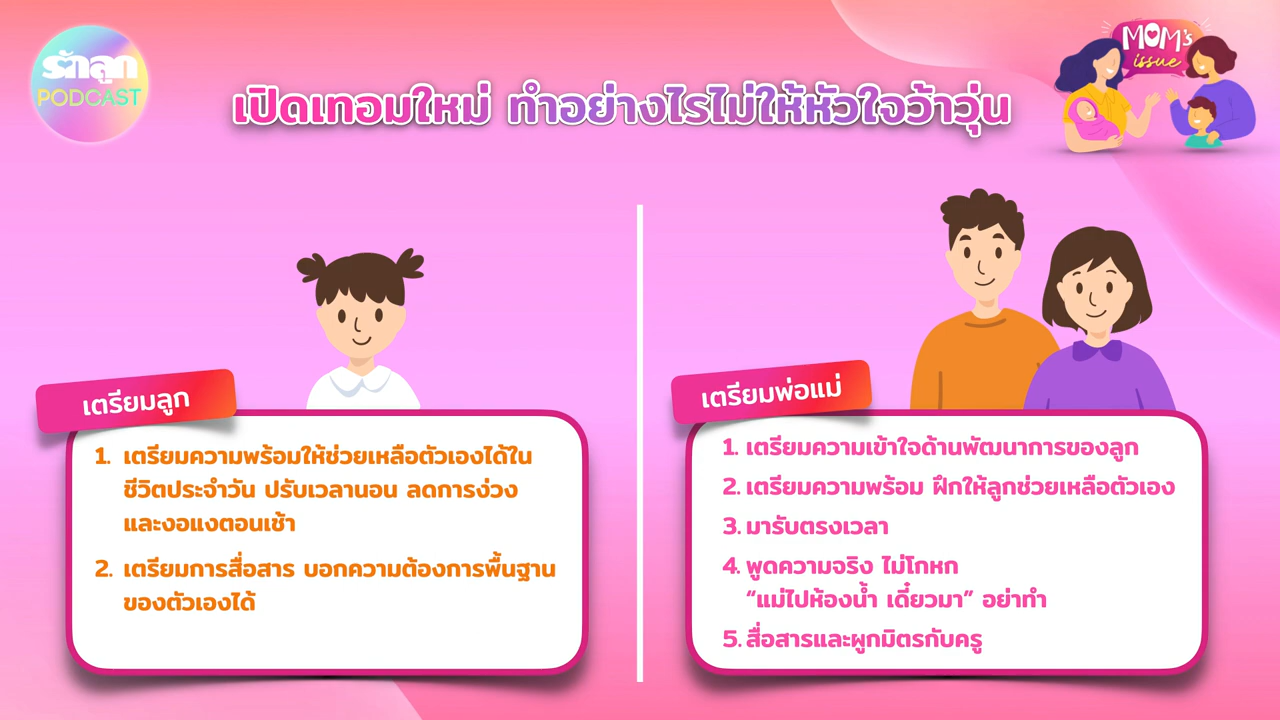 รักลูก
PODCAST
MOM's
issue
เปิดเทอมใหม่ ทำอย่างไรไม่ให้หัวใจว้าวุ่น
เตรียมลูก
1. เตรียมความพร้อมให้ช่วยเหลือตัวเองได้ใน
ชีวิตประจำวัน ปรับเวลานอน ลดการง่วง
และงอแงตอนเช้า
2. เตรียมการสื่อสาร บอกความต้องการพื้นฐาน
ของตัวเองได้
เตรียมพ่อแม่
1. เตรียมความเข้าใจด้านพัฒนาการของลูก
2. เตรียมความพร้อม ฝึกให้ลูกช่วยเหลือตัวเอง
3. มารับตรงเวลา
4. พูดความจริง ไม่โกหก
“แม่ไปห้องน้ำ เดี๋ยวมา” อย่าทำ
5. สื่อสารและผูกมิตรกับครู